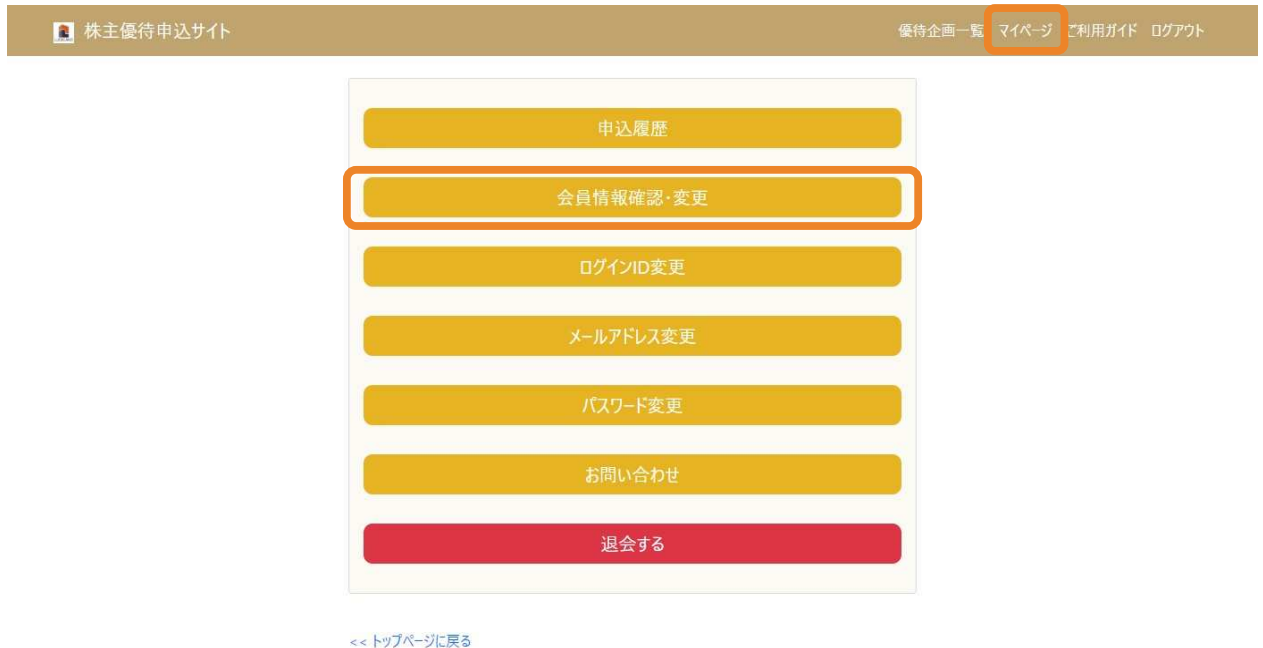 株主優待申込サイト
優待企画一覧 マイページ ご利用ガイド ログアウト
申込履歴
会員情報確認・変更
ログインID変更
メールアドレス変更
パスワード変更
お問い合わせ
退会する
<< トップページに戻る